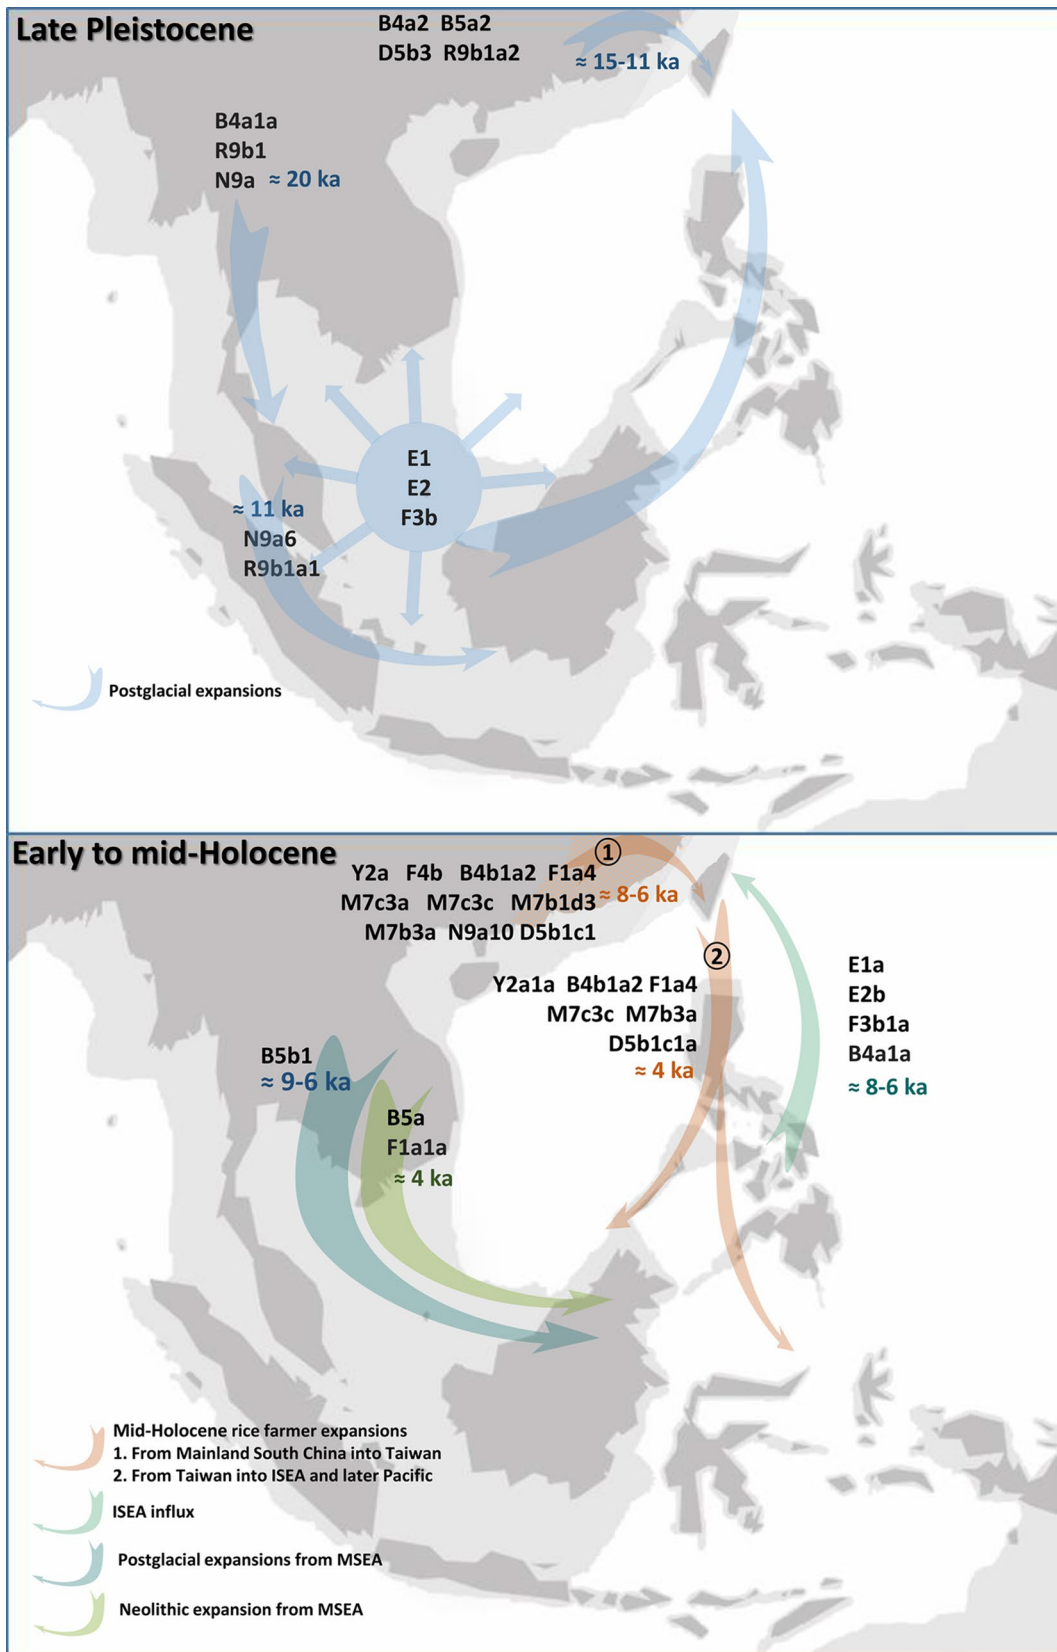 Late Pleistocene
B4a2 B5a2
D5b3 R9b1a2
≈ 15-11 ka
B4a1a
R9b1
N9a ≈ 20 ka
E1
E2
F3b
≈ 11 ka
N9a6
R9b1a1
Postglacial expansions
Early to mid-Holocene
1
Y2a F4b B4b1a2 F1a4
M7c3a M7c3c M7b1d3
≈ 8-6 ka
M7b3a N9a10 D5b1c1
2
Y2a1a B4b1a2 F1a4
M7c3c M7b3a
D5b1c1a
≈ 4 ka
E1a
E2b
F3b1a
B4a1a
≈ 8-6 ka
B5b1
≈ 9-6 ka
B5a
F1a1a
≈ 4 ka
Mid-Holocene rice farmer expansions
1. From Mainland South China into Taiwan
2. From Taiwan into ISEA and later Pacific
ISEA influx
Postglacial expansions from MSEA
Neolithic expansion from MSEA